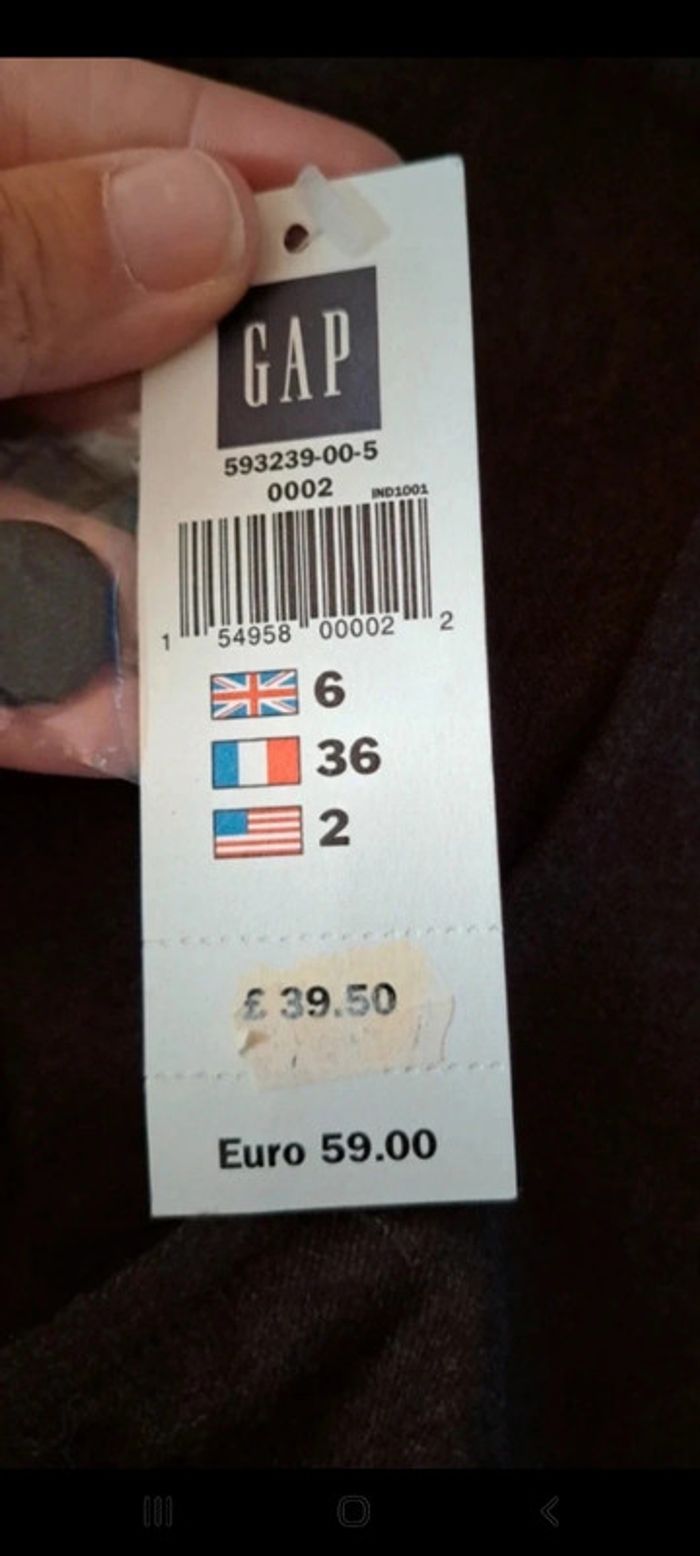 GAP
593239-00-5
0002 IND1001
1 54958 00002 2
6
36
2
£ 39.50
Euro 59.00